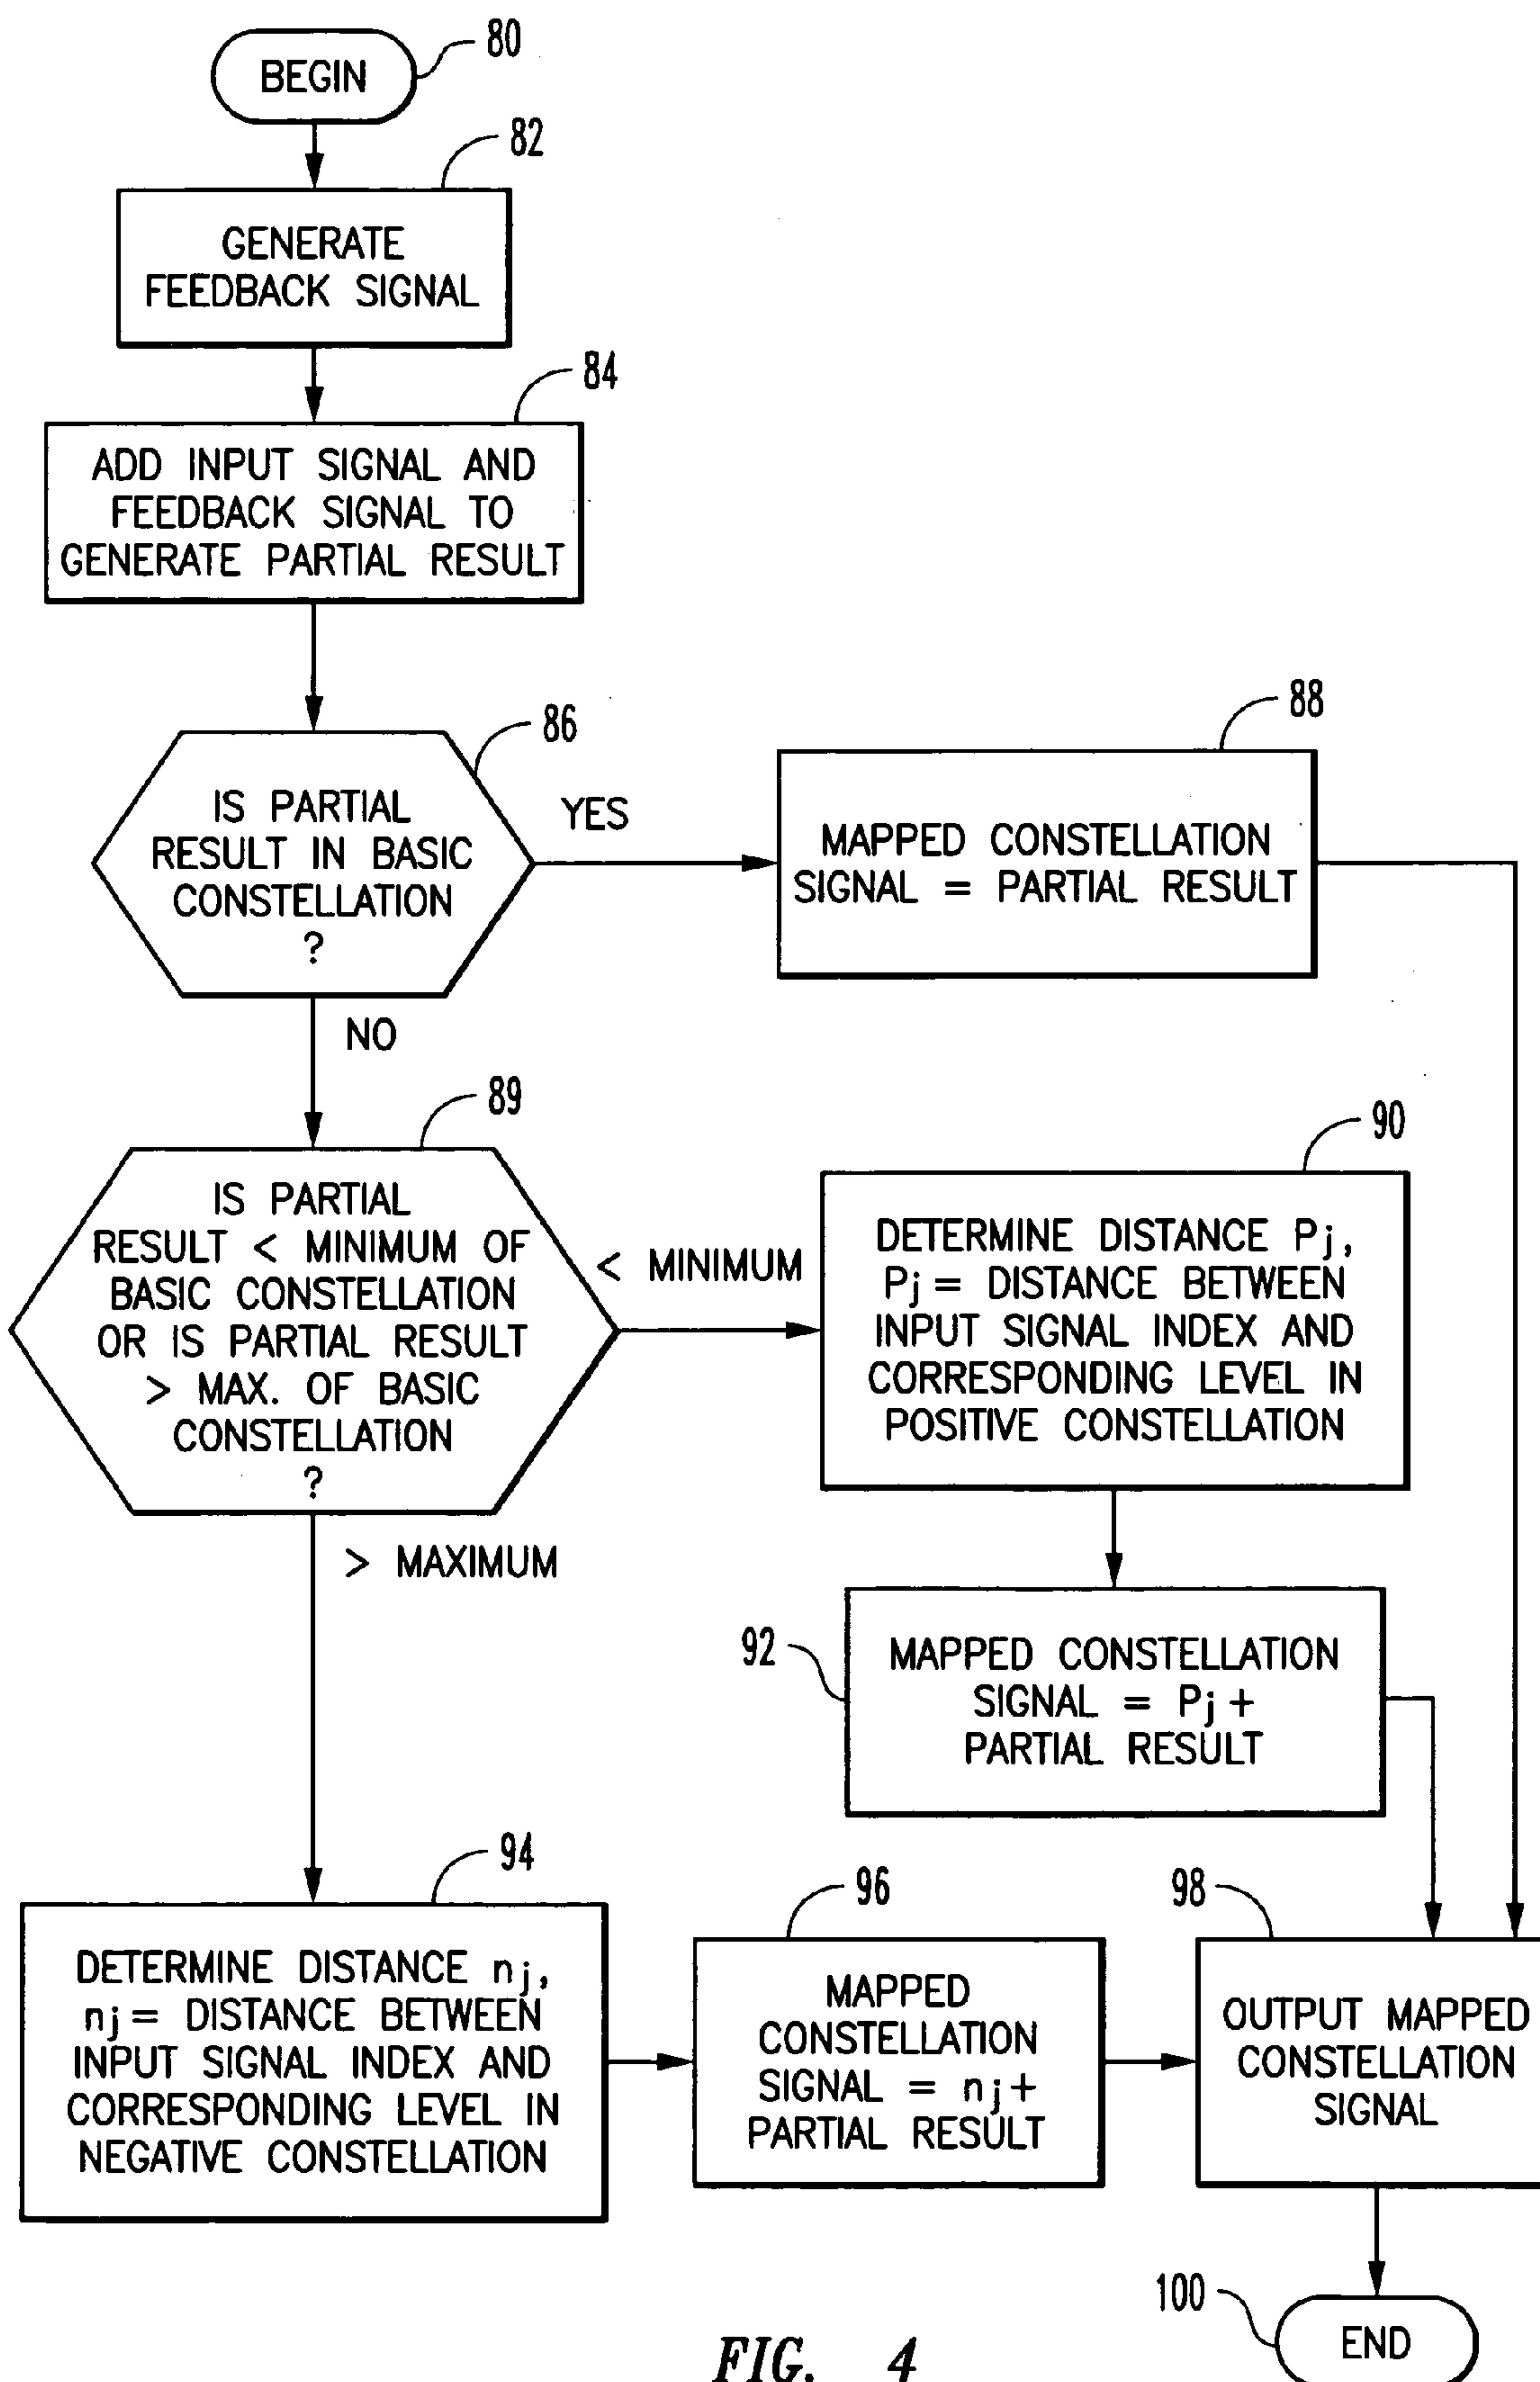 BEGIN
80
82
GENERATE
FEEDBACK SIGNAL
84
ADD INPUT SIGNAL AND
FEEDBACK SIGNAL TO
GENERATE PARTIAL RESULT
86
IS PARTIAL
RESULT IN BASIC
CONSTELLATION
?
YES
NO
88
MAPPED CONSTELLATION
SIGNAL = PARTIAL RESULT
89
IS PARTIAL
RESULT < MINIMUM OF
BASIC CONSTELLATION
OR IS PARTIAL RESULT
> MAX. OF BASIC
CONSTELLATION
?
< MINIMUM
> MAXIMUM
90
DETERMINE DISTANCE Pj,
Pj = DISTANCE BETWEEN
INPUT SIGNAL INDEX AND
CORRESPONDING LEVEL IN
POSITIVE CONSTELLATION
92
MAPPED CONSTELLATION
SIGNAL = Pj +
PARTIAL RESULT
94
DETERMINE DISTANCE nj,
nj = DISTANCE BETWEEN
INPUT SIGNAL INDEX AND
CORRESPONDING LEVEL IN
NEGATIVE CONSTELLATION
96
MAPPED
CONSTELLATION
SIGNAL = nj +
PARTIAL RESULT
98
OUTPUT MAPPED
CONSTELLATION
SIGNAL
100
END
FIG. 4